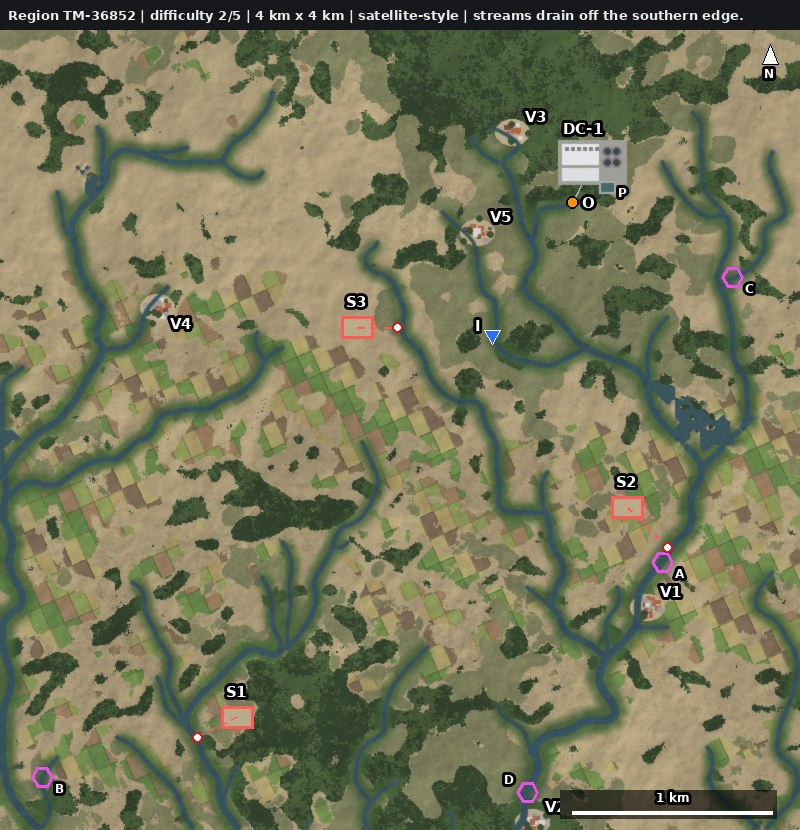 Region TM-36852 | difficulty 2/5 | 4 km x 4 km | satellite-style | streams drain off the southern edge.
N
V3
DC-1
P
O
V5
C
S3
V4
I
S2
A
V1
S1
B
D
V2
1 km